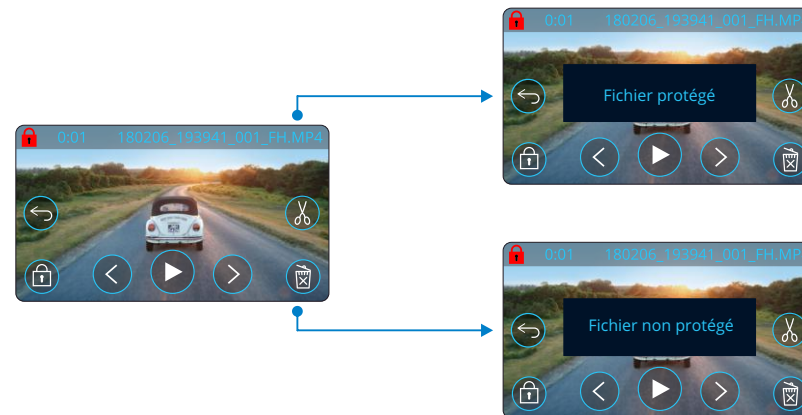 0:01 180206_193941_001_FH.MP
Fichier protégé
0:01 180206_193941_001_FH.MP4
0:01 180206_193941_001_FH.MP
Fichier non protégé